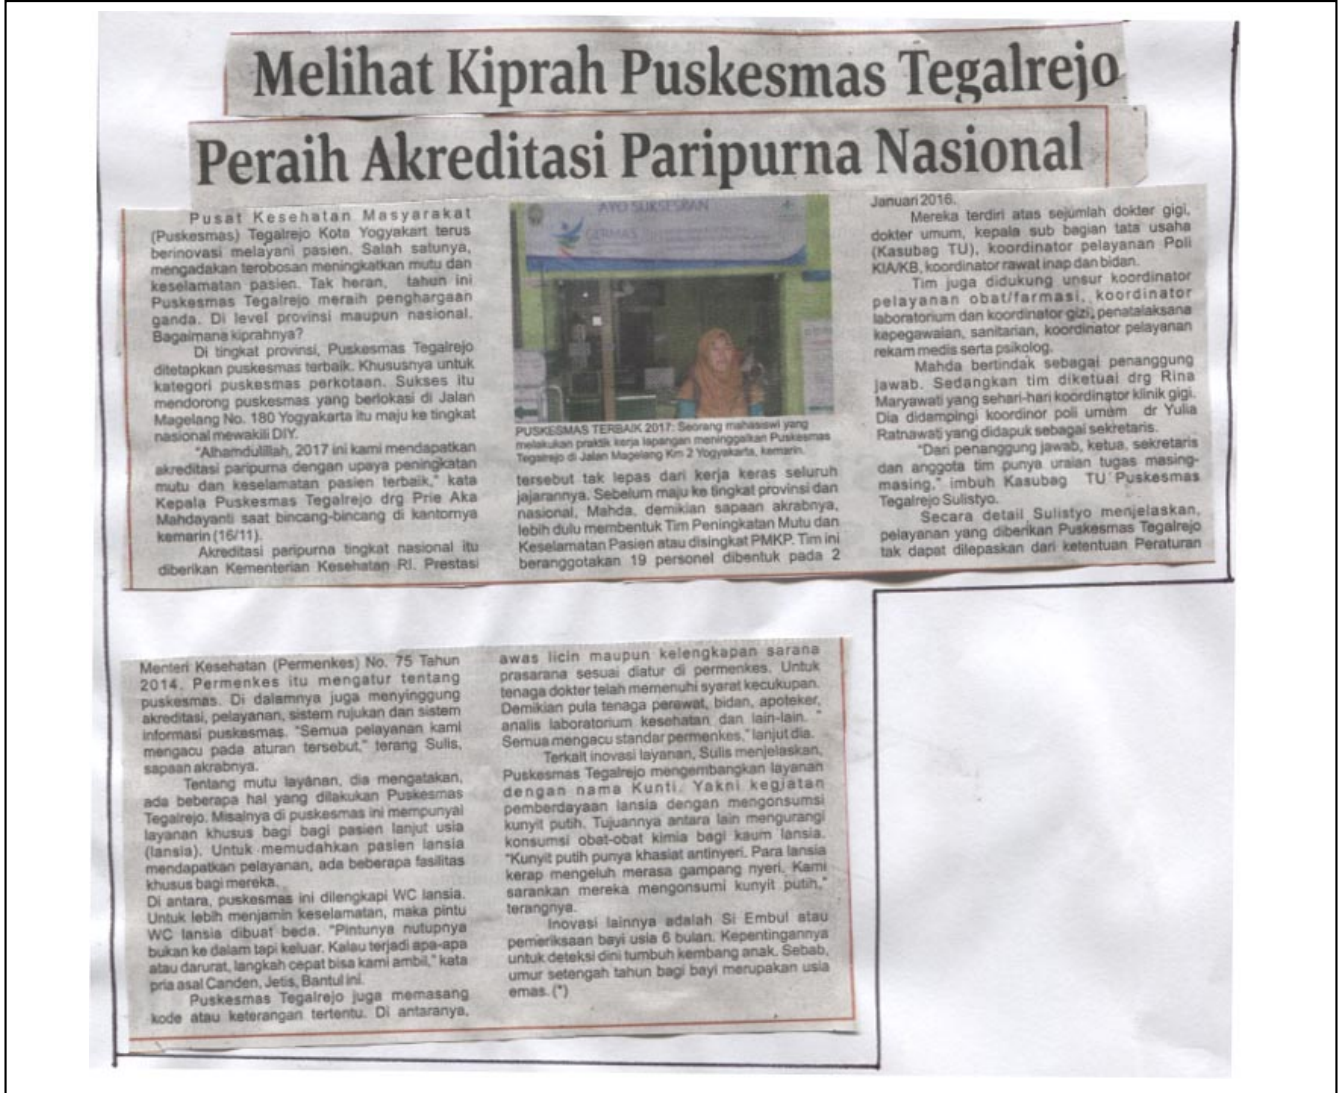 Melihat Kiprah Puskesmas Tegalrejo
Peraih Akreditasi Paripurna Nasional
Pusat Kesehatan Masyarakat
(Puskesmas) Tegalrejo Kota Yogyakart terus
berinovasi melayani pasien. Salah satunya,
mengadakan terobosan meningkatkan mutu dan
keselamatan pasien. Tak heran, tahun ini
Puskesmas Tegalrejo meraih penghargaan
ganda. Di level provinsi maupun nasional.
Bagaimana kiprahnya?
Di tingkat provinsi, Puskesmas Tegalrejo
ditetapkan puskesmas terbaik. Khususnya untuk
kategori puskesmas perkotaan. Sukses itu
mendorong puskesmas yang berlokasi di Jalan
Magelang No. 180 Yogyakarta itu maju ke tingkat
nasional mewakili DIY.
"Alhamdulillah, 2017 ini kami mendapatkan
akreditasi paripurna dengan upaya peningkatan
mutu dan keselamatan pasien terbaik," kata
Kepala Puskesmas Tegalrejo drg Prie Aka
Mahdayanti saat bincang-bincang di kantornya
kemarin (16/11).
Akreditasi paripurna tingkat nasional itu
diberikan Kementerian Kesehatan RI. Prestasi
AYO SUKSESKAN
GERMAS
PUSKESMAS TERBAIK 2017: Seorang mahasiswi yang
melakukan praktik kerja lapangan meninggalkan Puskesmas
Tegalrejo di Jalan Magelang Km 2 Yogyakarta, kemarin.
tersebut tak lepas dari kerja keras seluruh
jajarannya. Sebelum maju ke tingkat provinsi dan
nasional, Mahda, demikian sapaan akrabnya,
lebih dulu membentuk Tim Peningkatan Mutu dan
Keselamatan Pasien atau disingkat PMKP. Tim ini
beranggotakan 19 personel dibentuk pada 2
Januari 2016.
Mereka terdiri atas sejumlah dokter gigi,
dokter umum, kepala sub bagian tata usaha
(Kasubag TU), koordinator pelayanan Poli
KIA/KB, koordinator rawat inap dan bidan.
Tim juga didukung unsur koordinator
pelayanan obat/farmasi, koordinator
laboratorium dan koordinator gizi, penatalaksana
kepegawaian, sanitarian, koordinator pelayanan
rekam medis serta psikolog.
Mahda bertindak sebagai penanggung
jawab. Sedangkan tim diketuai drg Rina
Maryawati yang sehari-hari koordinator klinik gigi.
Dia didampingi koordinor poli umam dr Yulia
Ratnawati yang didapuk sebagai sekretaris.
"Dari penanggung jawab, ketua, sekretaris
dan anggota tim punya uraian tugas masing-
masing," imbuh Kasubag TU Puskesmas
Tegalrejo Sulistyo.
Secara detail Sulistyo menjelaskan,
pelayanan yang diberikan Puskesmas Tegalrejo
tak dapat dilepaskan dari ketentuan Peraturan
Menteri Kesehatan (Permenkes) No. 75 Tahun
2014. Permenkes itu mengatur tentang
puskesmas. Di dalamnya juga menyinggung
akreditasi, pelayanan, sistem rujukan dan sistem
informasi puskesmas. "Semua pelayanan kami
mengacu pada aturan tersebut," terang Sulis,
sapaan akrabnya.
Tentang mutu layanan, dia mengatakan,
ada beberapa hal yang dilakukan Puskesmas
Tegalrejo. Misalnya di puskesmas ini mempunyai
layanan khusus bagi bagi pasien lanjut usia
(lansia). Untuk memudahkan pasien lansia
mendapatkan pelayanan, ada beberapa fasilitas
khusus bagi mereka.
Di antara, puskesmas ini dilengkapi WC lansia.
Untuk lebih menjamin keselamatan, maka pintu
WC lansia dibuat beda. "Pintunya nutupnya
bukan ke dalam tapi keluar. Kalau terjadi apa-apa
atau darurat, langkah cepat bisa kami ambil," kata
pria asal Canden, Jetis, Bantul ini.
Puskesmas Tegalrejo juga memasang
kode atau keterangan tertentu. Di antaranya,
awas licin maupun kelengkapan sarana
prasarana sesuai diatur di permenkes. Untuk
tenaga dokter telah memenuhi syarat kecukupan.
Demikian pula tenaga perawat, bidan, apoteker,
analis laboratorium kesehatan dan lain-lain. "
Semua mengacu standar permenkes," lanjut dia.
Terkait inovasi layanan, Sulis menjelaskan,
Puskesmas Tegalrejo mengembangkan layanan
dengan nama Kunti. Yakni kegiatan
pemberdayaan lansia dengan mengonsumsi
kunyit putih. Tujuannya antara lain mengurangi
konsumsi obat-obat kimia bagi kaum lansia.
"Kunyit putih punya khasiat antinyeri. Para lansia
kerap mengeluh merasa gampang nyeri. Kami
sarankan mereka mengonsumi kunyit putih,"
terangnya.
Inovasi lainnya adalah Si Embul atau
pemeriksaan bayi usia 6 bulan. Kepentingannya
untuk deteksi dini tumbuh kembang anak. Sebab,
umur setengah tahun bagi bayi merupakan usia
emas. (*)